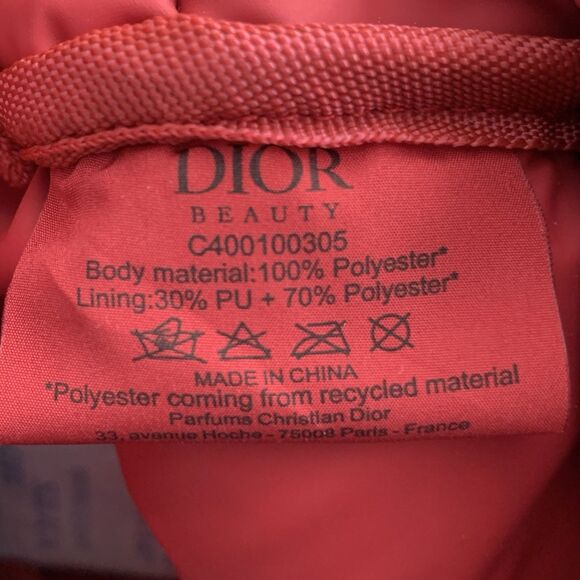 DIOR
BEAUTY
C400100305
Body material:100% Polyester*
Lining:30% PU + 70% Polyester*
MADE IN CHINA
*Polyester coming from recycled material
Parfums Christian Dior
33, avenue Hoche - 75008 Paris - France